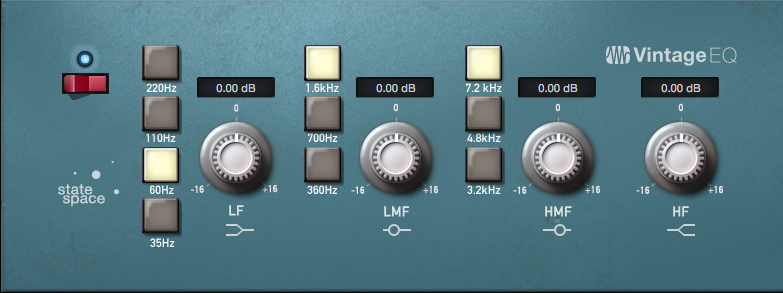 VintageEQ
220Hz
110Hz
60Hz
35Hz
0.00 dB
0
-16
+16
LF
1.6kHz
700Hz
360Hz
0.00 dB
0
-16
+16
LMF
7.2 kHz
4.8kHz
3.2kHz
0.00 dB
0
-16
+16
HMF
0.00 dB
0
-16
+16
HF
state
space